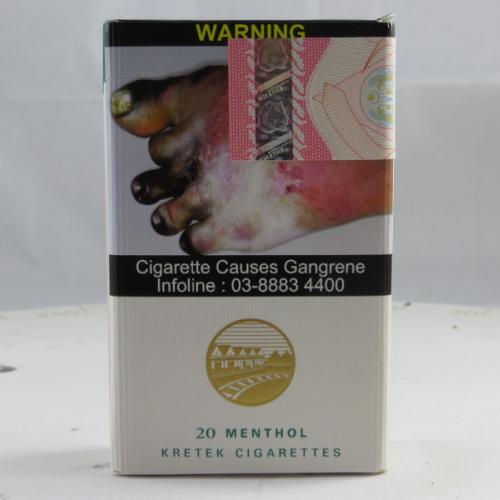 WARNING
Cigarette Causes Gangrene
Infoline : 03-8883 4400
20 MENTHOL
KRETEK CIGARETTES